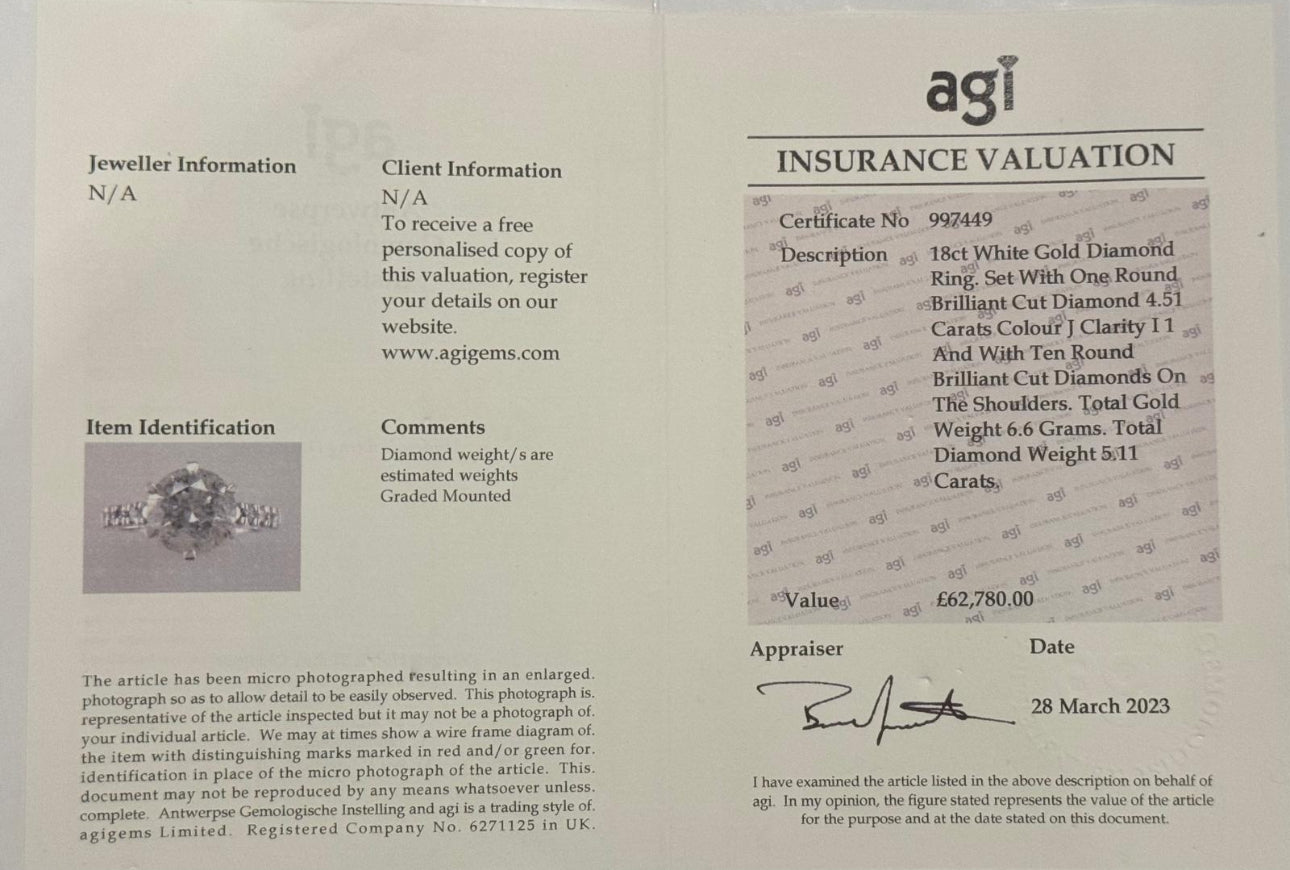 Jeweller Information
N/A
Client Information
N/A
To receive a free
personalised copy of
this valuation, register
your details on our
website.
www.agigems.com
Item Identification
Comments
Diamond weight/s are
estimated weights
Graded Mounted
The article has been micro photographed resulting in an enlarged.
photograph so as to allow detail to be easily observed. This photograph is.
representative of the article inspected but it may not be a photograph of.
your individual article. We may at times show a wire frame diagram of.
the item with distinguishing marks marked in red and/or green for.
identification in place of the micro photograph of the article. This.
document may not be reproduced by any means whatsoever unless.
complete. Antwerpse Gemologische Instelling and agi is a trading style of.
agigems Limited. Registered Company No. 6271125 in UK.
agi
INSURANCE VALUATION
Certificate No 997449
Description 18ct White Gold Diamond
Ring. Set With One Round
Brilliant Cut Diamond 4.51
Carats Colour J Clarity I 1
And With Ten Round
Brilliant Cut Diamonds On
The Shoulders. Total Gold
Weight 6.6 Grams. Total
Diamond Weight 5.11
Carats.
Value £62,780.00
Appraiser Date
28 March 2023
I have examined the article listed in the above description on behalf of
agi. In my opinion, the figure stated represents the value of the article
for the purpose and at the date stated on this document.